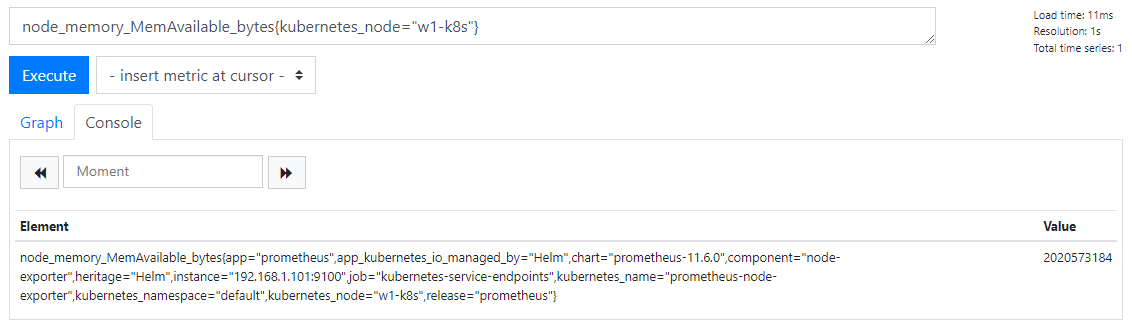 node_memory_MemAvailable_bytes{kubernetes_node="w1-k8s"}
Load time: 11ms
Resolution: 1s
Total time series: 1
Execute
- insert metric at cursor -
Graph
Console
Moment
Element
Value
node_memory_MemAvailable_bytes{app="prometheus",app_kubernetes_io_managed_by="Helm",chart="prometheus-11.6.0",component="node-
exporter",heritage="Helm",instance="192.168.1.101:9100",job="kubernetes-service-endpoints",kubernetes_name="prometheus-node-
exporter",kubernetes_namespace="default",kubernetes_node="w1-k8s",release="prometheus"}
2020573184